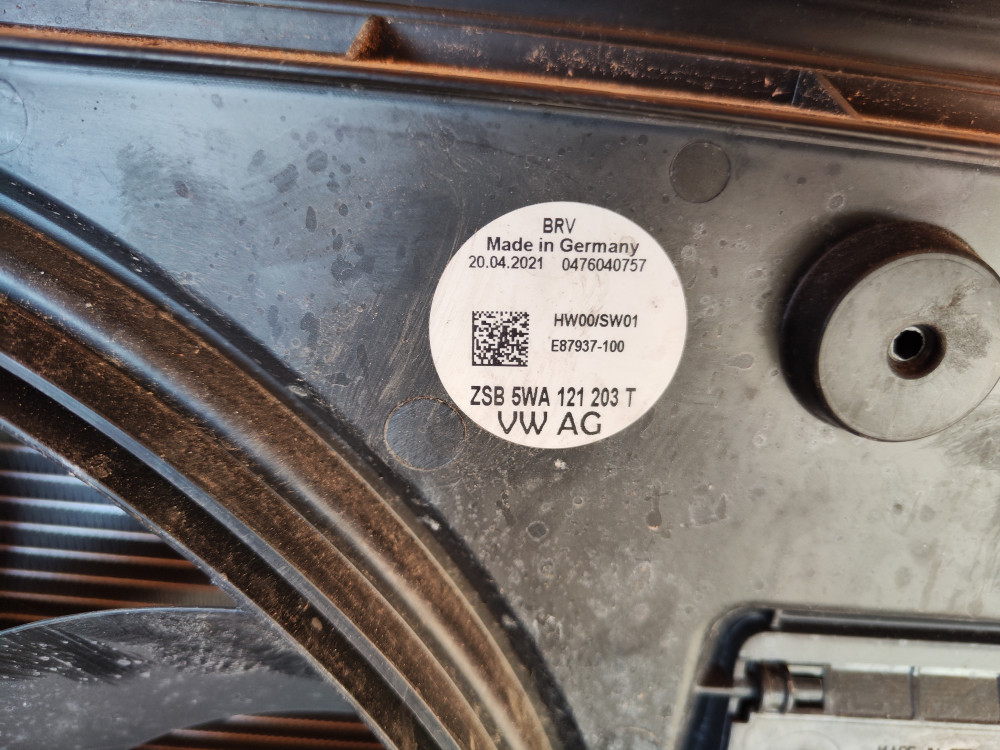 BRV
Made in Germany
20.04.2021 0476040757
HW00/SW01
E87937-100
ZSB 5WA 121 203 T
VW AG